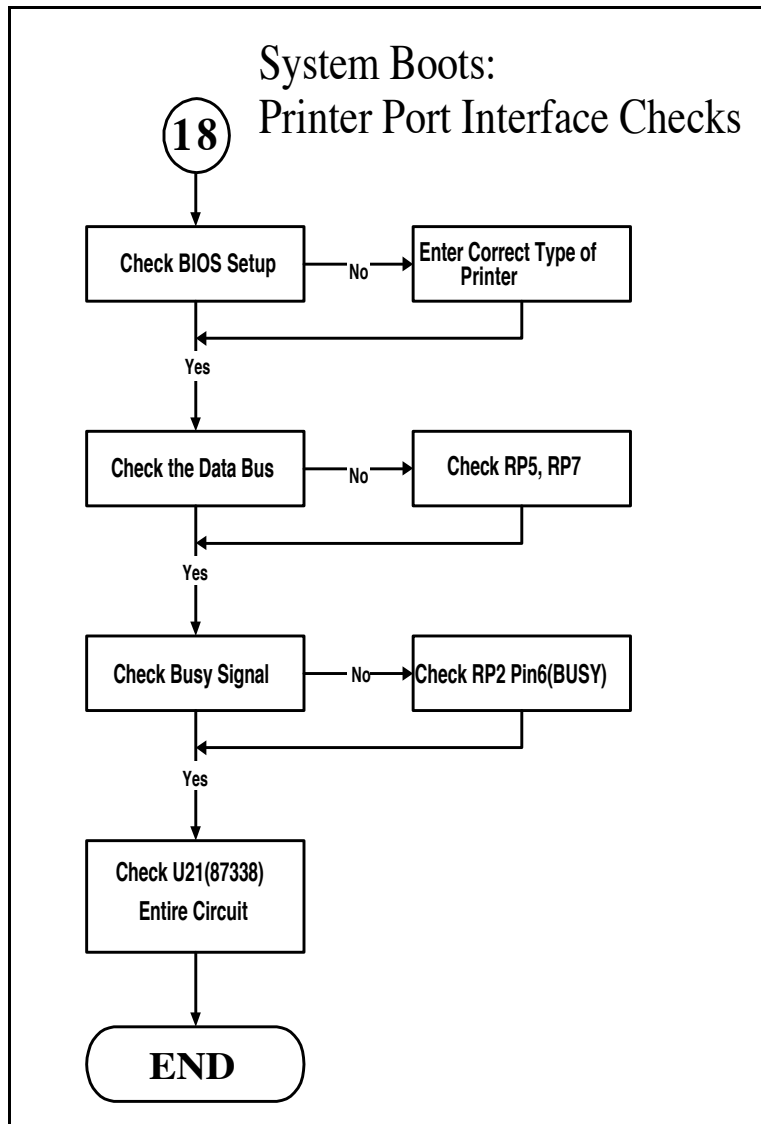 System Boots:
Printer Port Interface Checks
18
Check BIOS Setup
No
Enter Correct Type of
Printer
Yes
Check the Data Bus
No
Check RP5, RP7
Yes
Check Busy Signal
No
Check RP2 Pin6(BUSY)
Yes
Check U21(87338)
Entire Circuit
END